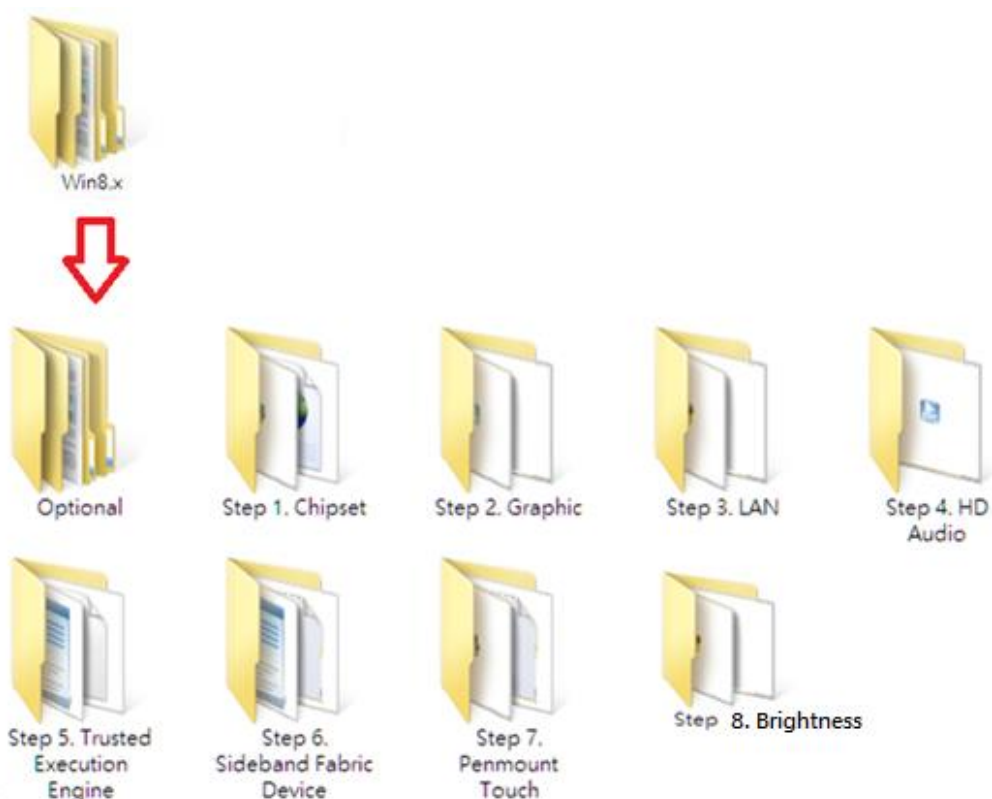 Win8.x
Optional
Step 1. Chipset
Step 2. Graphic
Step 3. LAN
Step 4. HD
Audio
Step 5. Trusted
Execution
Engine
Step 6.
Sideband Fabric
Device
Step 7.
Penmount
Touch
Step 8. Brightness